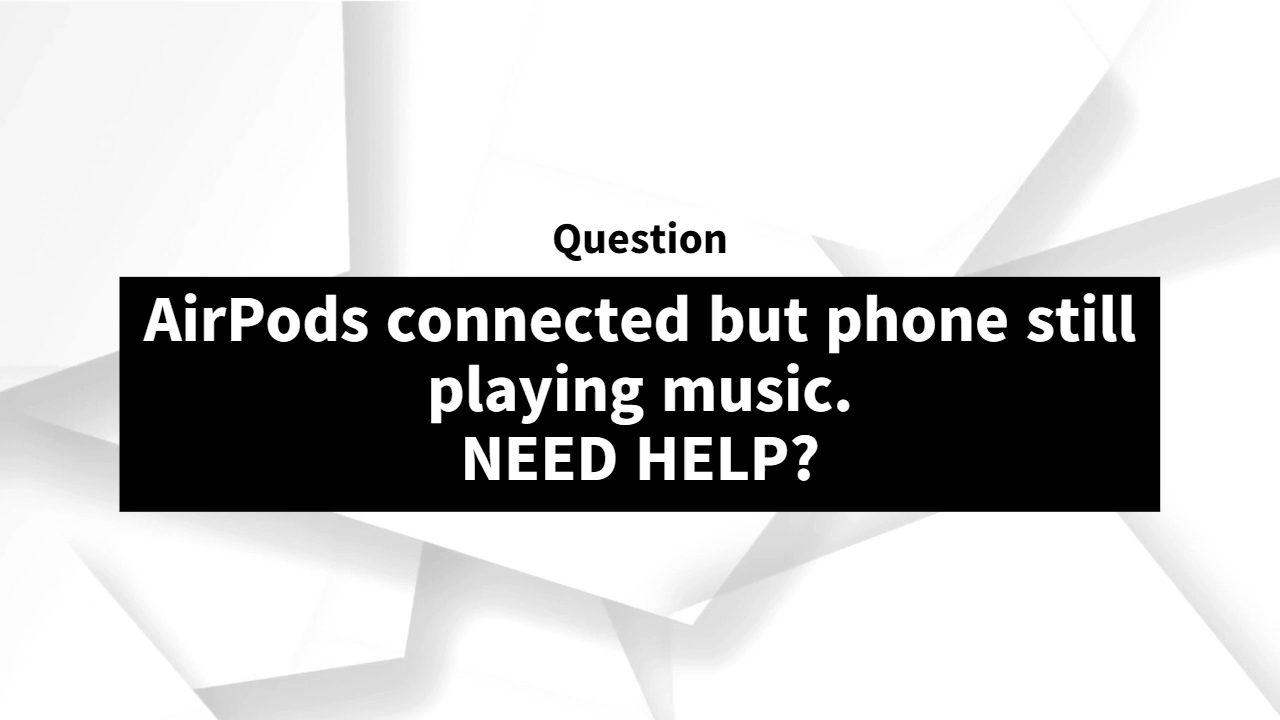 Question
AirPods connected but phone still
playing music.
NEED HELP?